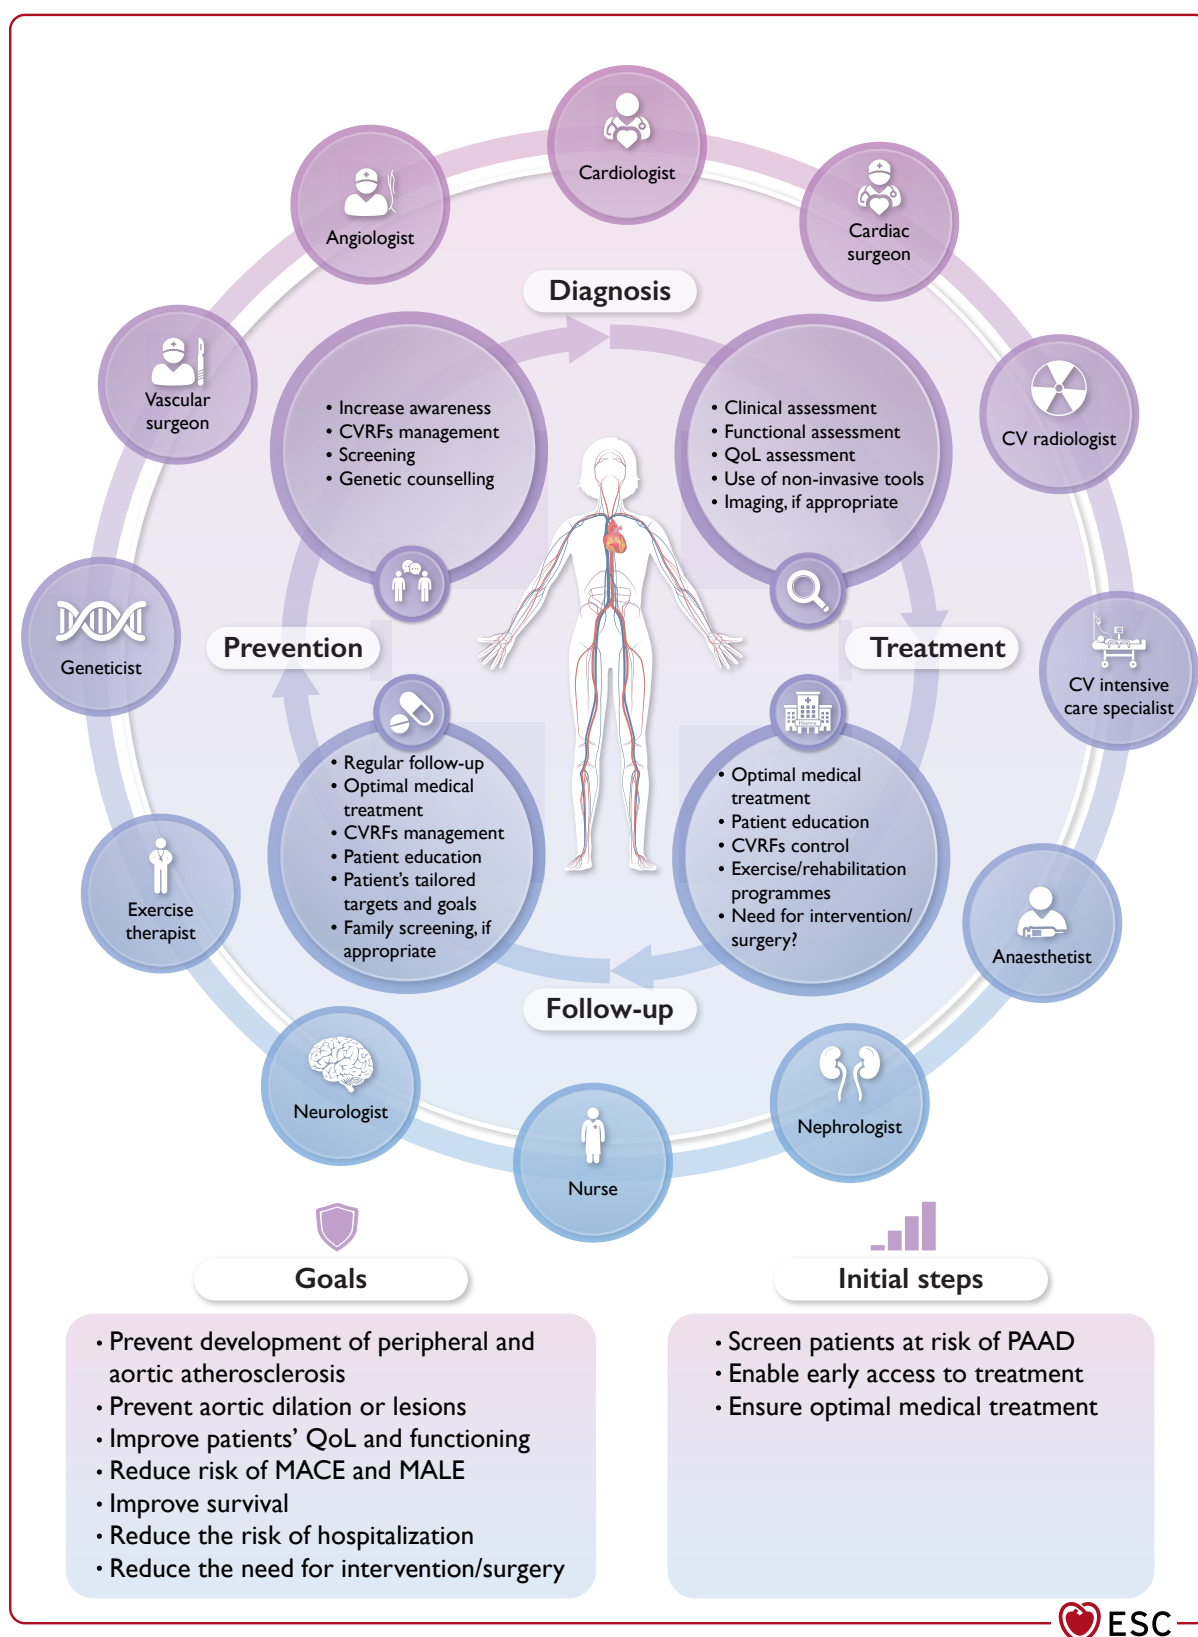 Cardiologist
Angiologist
Cardiac
surgeon
Diagnosis
Vascular
surgeon
CV radiologist
• Increase awareness
• CVRFs management
• Screening
• Genetic counselling
• Clinical assessment
• Functional assessment
• QoL assessment
• Use of non-invasive tools
• Imaging, if appropriate
Geneticist
Prevention
Treatment
CV intensive
care specialist
• Regular follow-up
• Optimal medical
treatment
• CVRFs management
• Patient education
• Patient’s tailored
targets and goals
• Family screening, if
appropriate
• Optimal medical
treatment
• Patient education
• CVRFs control
• Exercise/rehabilitation
programmes
• Need for intervention/
surgery?
Exercise
therapist
Anaesthetist
Follow-up
Neurologist
Nephrologist
Nurse
Goals
• Prevent development of peripheral and
aortic atherosclerosis
• Prevent aortic dilation or lesions
• Improve patients’ QoL and functioning
• Reduce risk of MACE and MALE
• Improve survival
• Reduce the risk of hospitalization
• Reduce the need for intervention/surgery
Initial steps
• Screen patients at risk of PAAD
• Enable early access to treatment
• Ensure optimal medical treatment
ESC